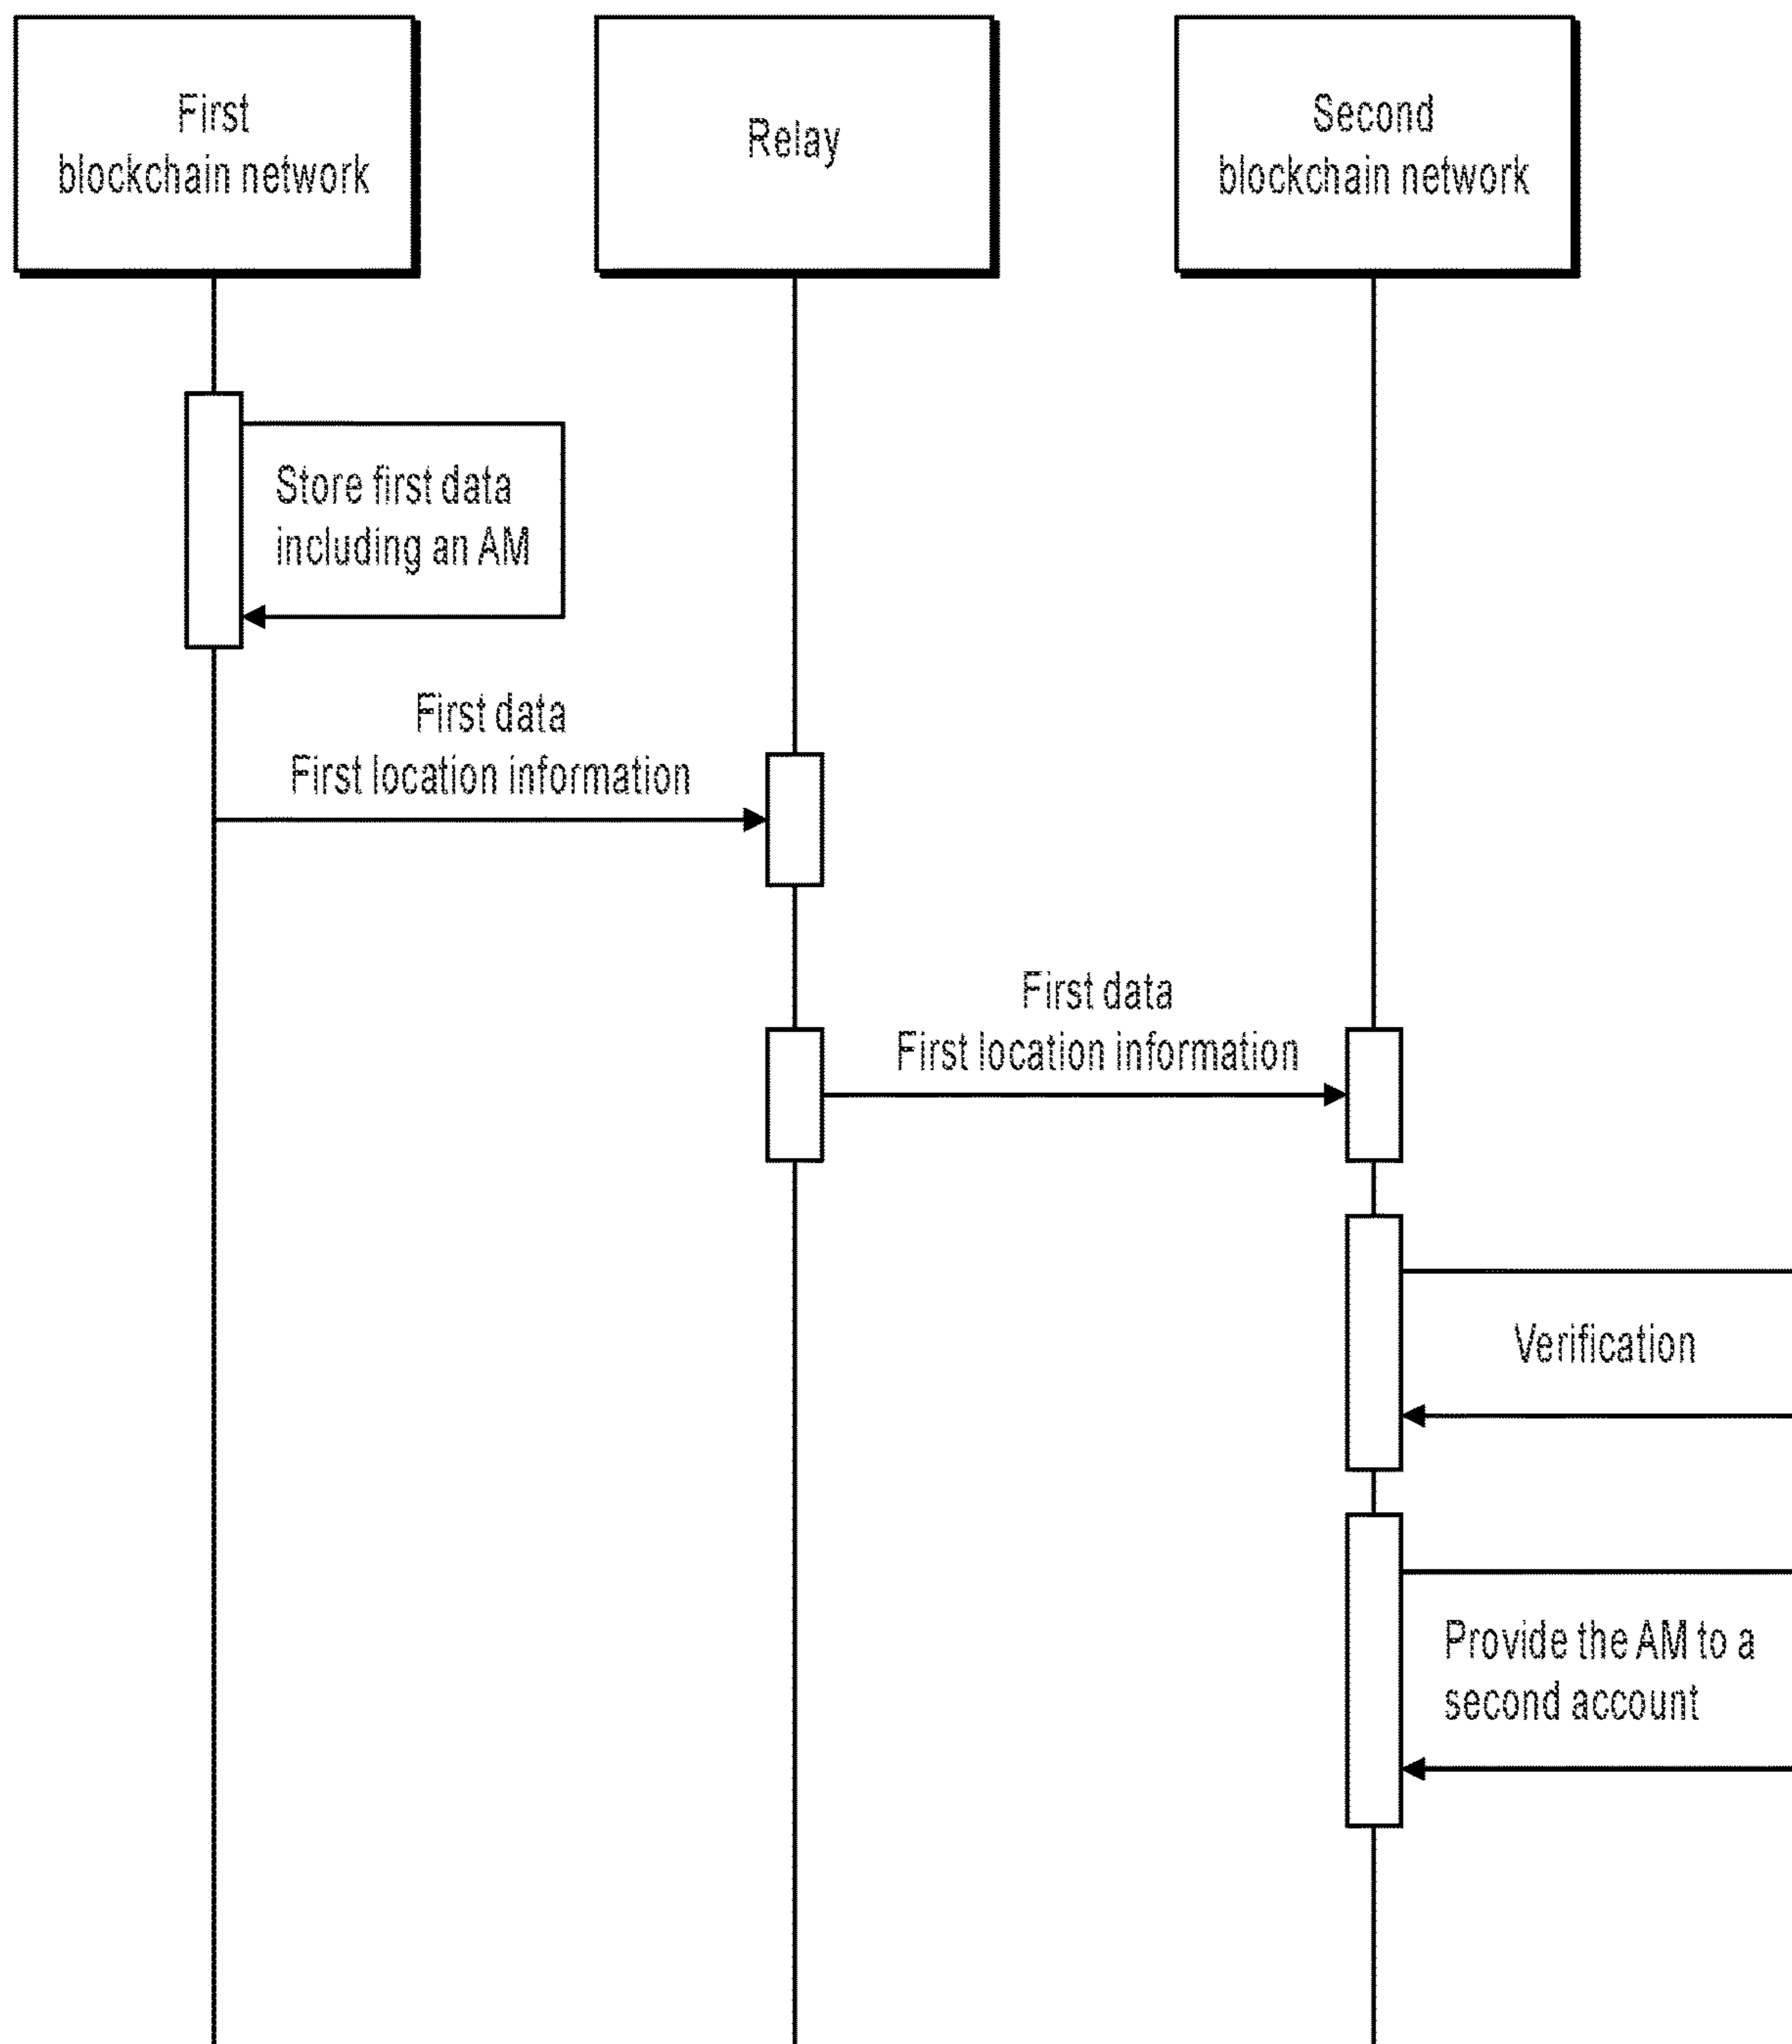 First
blockchain network
Relay
Second
blockchain network
Store first data
including an AM
First data
First location information
First data
First location information
Verification
Provide the AM to a
second account